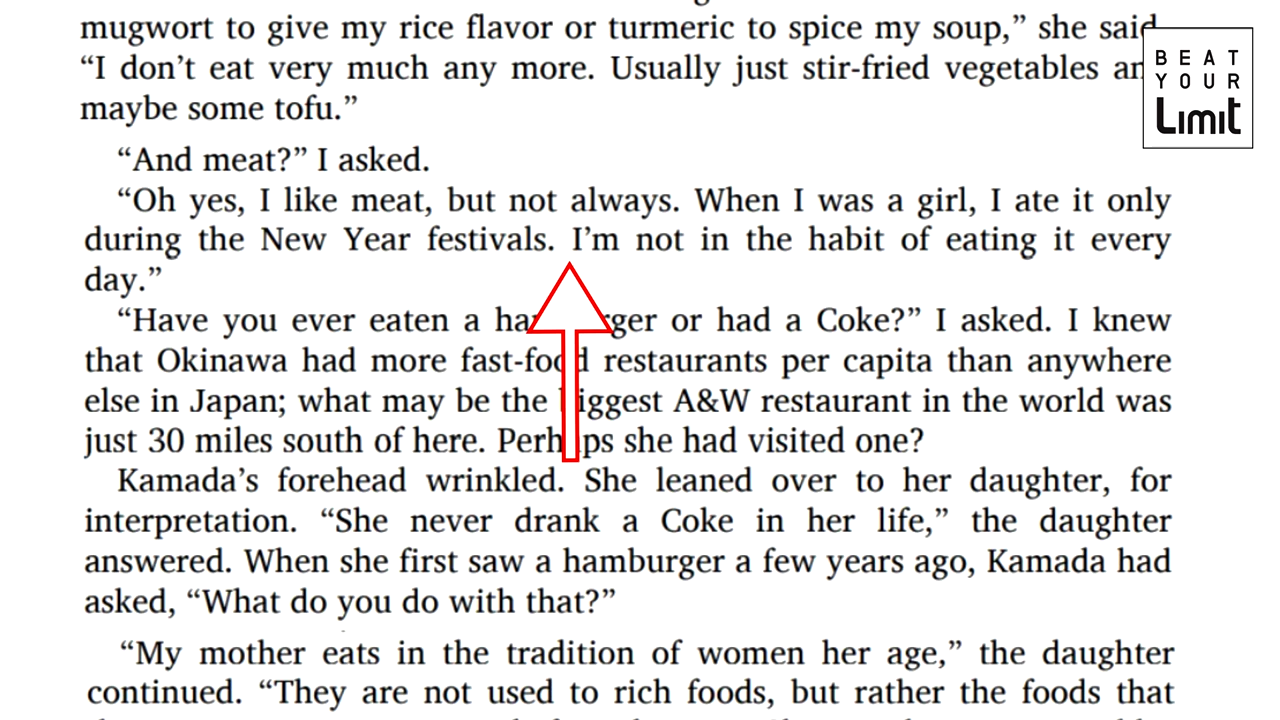 mugwort to give my rice flavor or turmeric to spice my soup,” she said.
“I don’t eat very much any more. Usually just stir-fried vegetables
maybe some tofu.”
“And meat?” I asked.
“Oh yes, I like meat, but not always. When I was a girl, I ate it only
during the New Year festivals. I’m not in the habit of eating it every
day.”
“Have you ever eaten a hamburger or had a Coke?” I asked. I knew
that Okinawa had more fast-food restaurants per capita than anywhere
else in Japan; what may be the biggest A&W restaurant in the world was
just 30 miles south of here. Perhaps she had visited one?
Kamada’s forehead wrinkled. She leaned over to her daughter, for
interpretation. “She never drank a Coke in her life,” the daughter
answered. When she first saw a hamburger a few years ago, Kamada had
asked, “What do you do with that?”
“My mother eats in the tradition of women her age,” the daughter
continued. “They are not used to rich foods, but rather the foods that
BEAT
YOUR
Limit